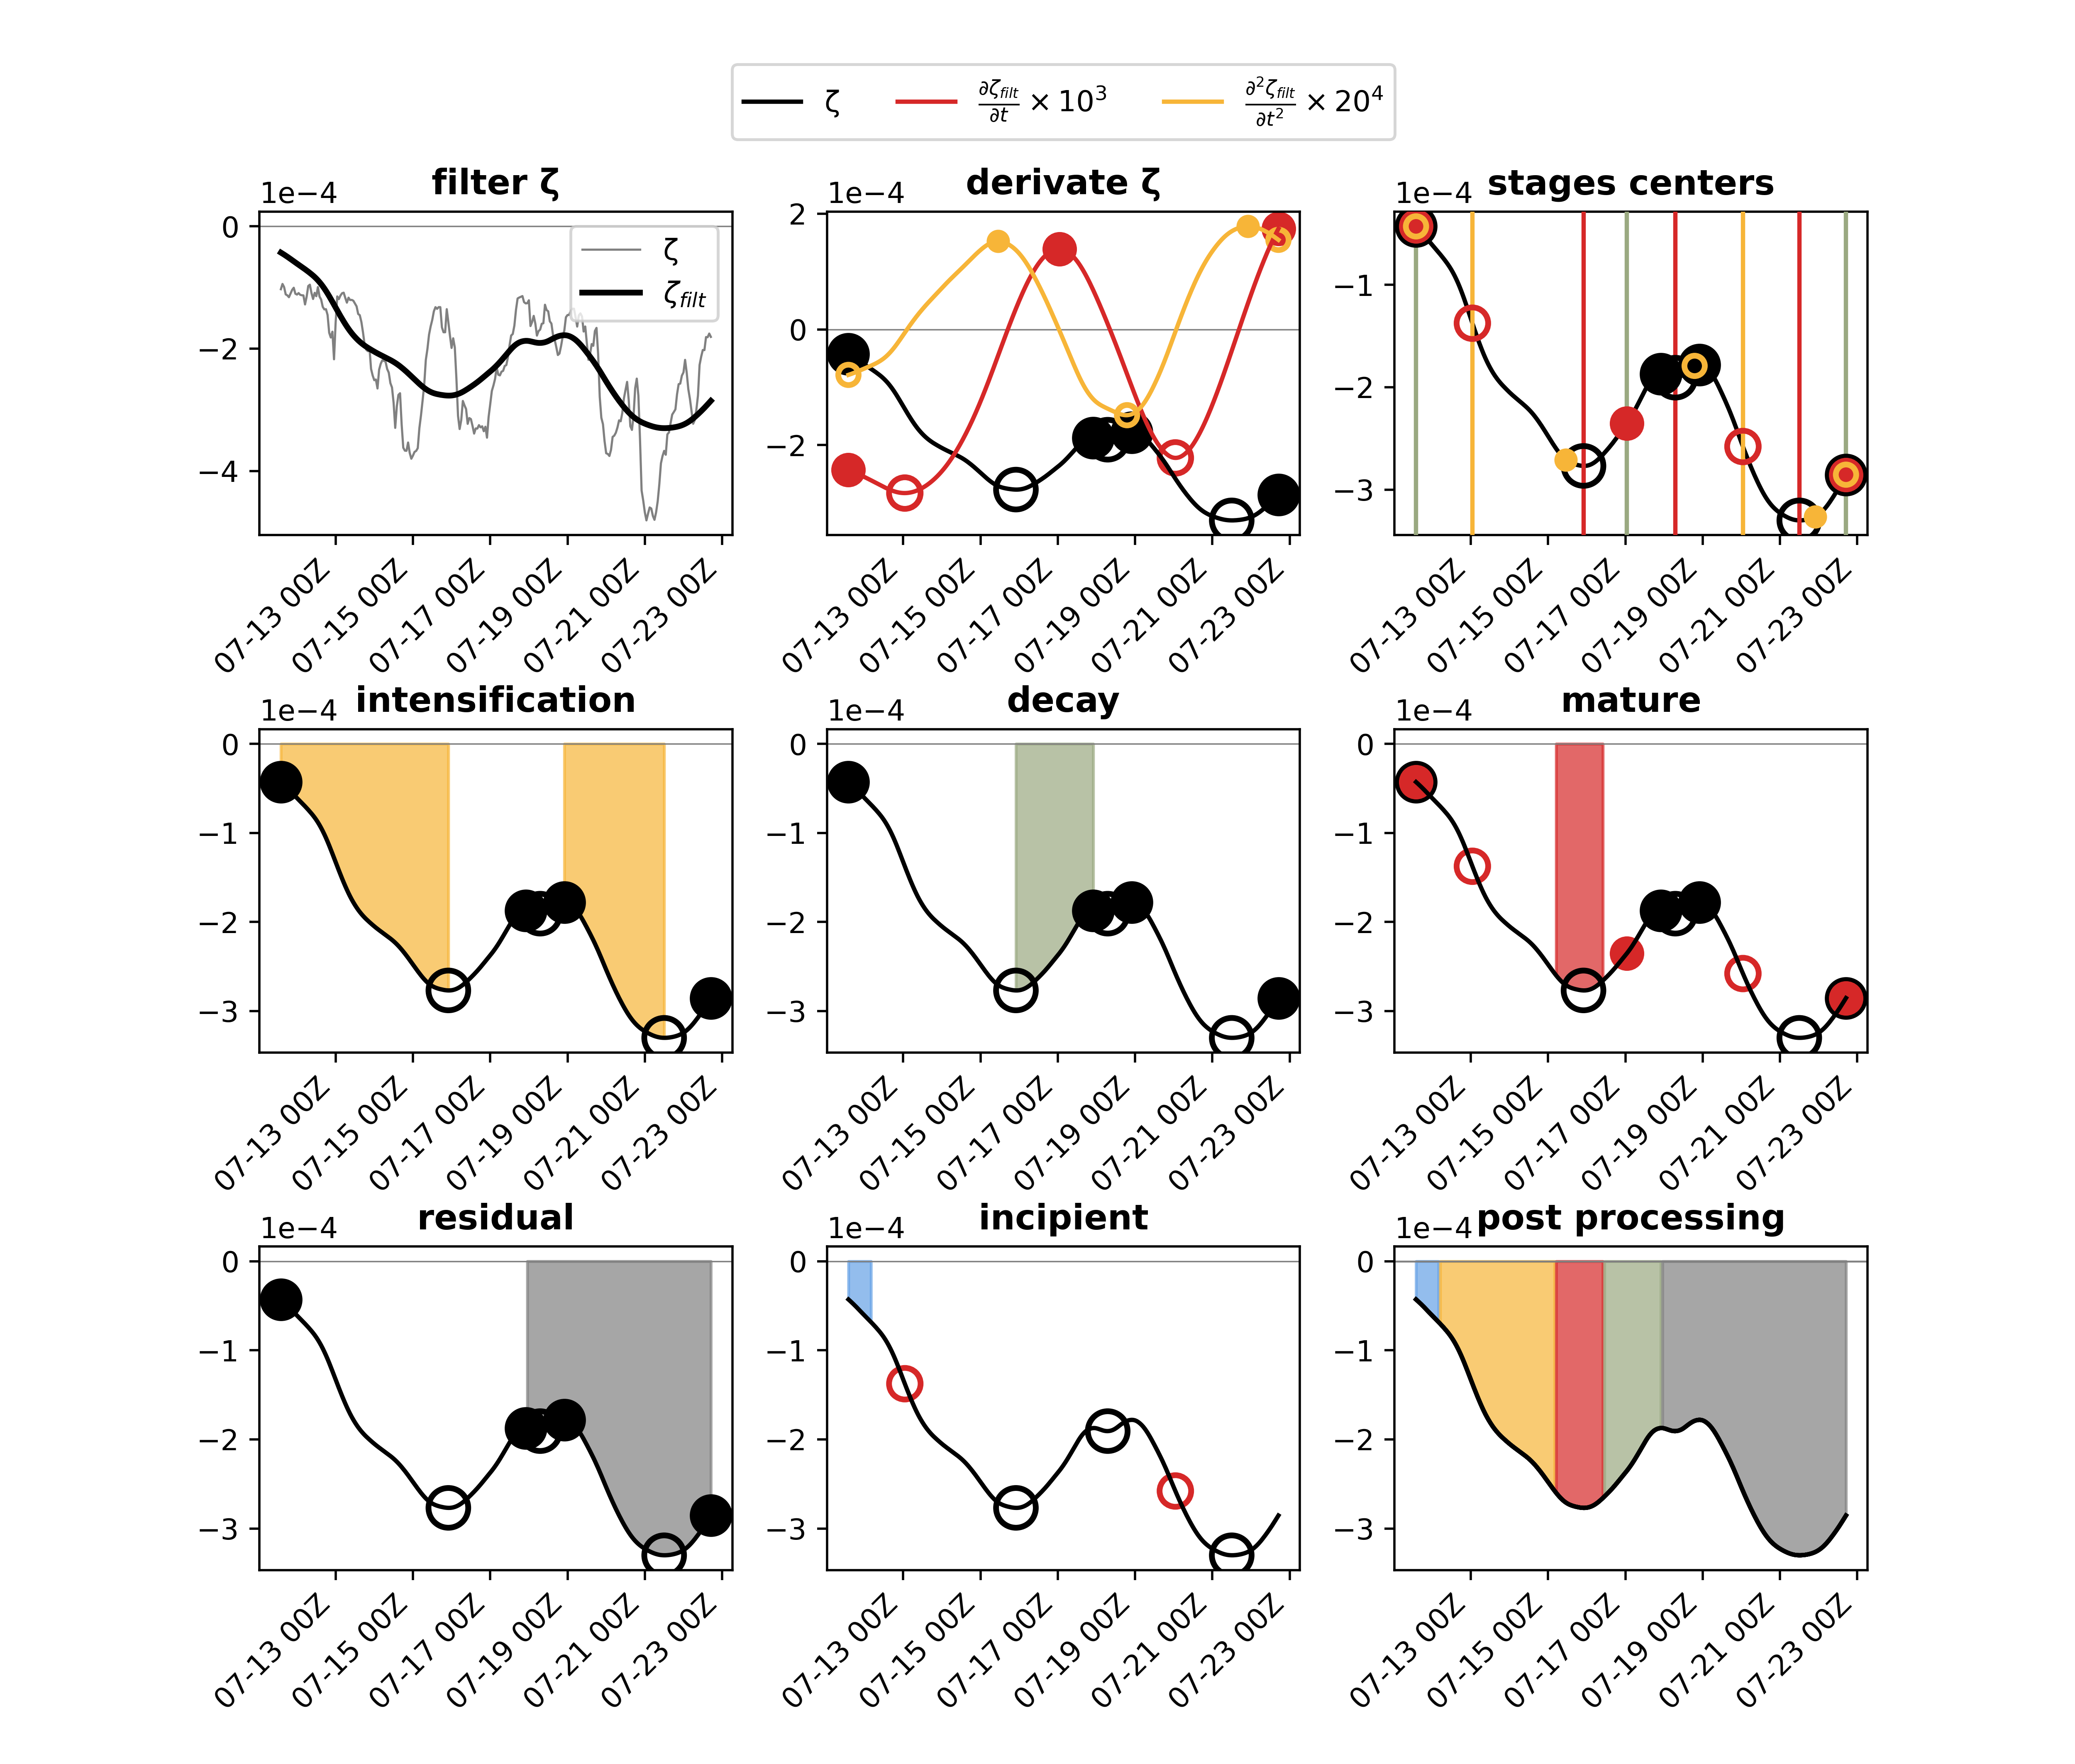 ζ ∂ζ_filt/∂t × 10³ ∂²ζ_filt/∂t² × 20⁴
filter ζ
1e−4
0
−2
−4
ζ
ζ_filt
07-13 00Z
07-15 00Z
07-17 00Z
07-19 00Z
07-21 00Z
07-23 00Z
derivate ζ
1e−4
2
0
−2
07-13 00Z
07-15 00Z
07-17 00Z
07-19 00Z
07-21 00Z
07-23 00Z
stages centers
1e−4
−1
−2
−3
07-13 00Z
07-15 00Z
07-17 00Z
07-19 00Z
07-21 00Z
07-23 00Z
intensification
1e−4
0
−1
−2
−3
07-13 00Z
07-15 00Z
07-17 00Z
07-19 00Z
07-21 00Z
07-23 00Z
decay
1e−4
0
−1
−2
−3
07-13 00Z
07-15 00Z
07-17 00Z
07-19 00Z
07-21 00Z
07-23 00Z
mature
1e−4
0
−1
−2
−3
07-13 00Z
07-15 00Z
07-17 00Z
07-19 00Z
07-21 00Z
07-23 00Z
residual
1e−4
0
−1
−2
−3
07-13 00Z
07-15 00Z
07-17 00Z
07-19 00Z
07-21 00Z
07-23 00Z
incipient
1e−4
0
−1
−2
−3
07-13 00Z
07-15 00Z
07-17 00Z
07-19 00Z
07-21 00Z
07-23 00Z
post processing
1e−4
0
−1
−2
−3
07-13 00Z
07-15 00Z
07-17 00Z
07-19 00Z
07-21 00Z
07-23 00Z